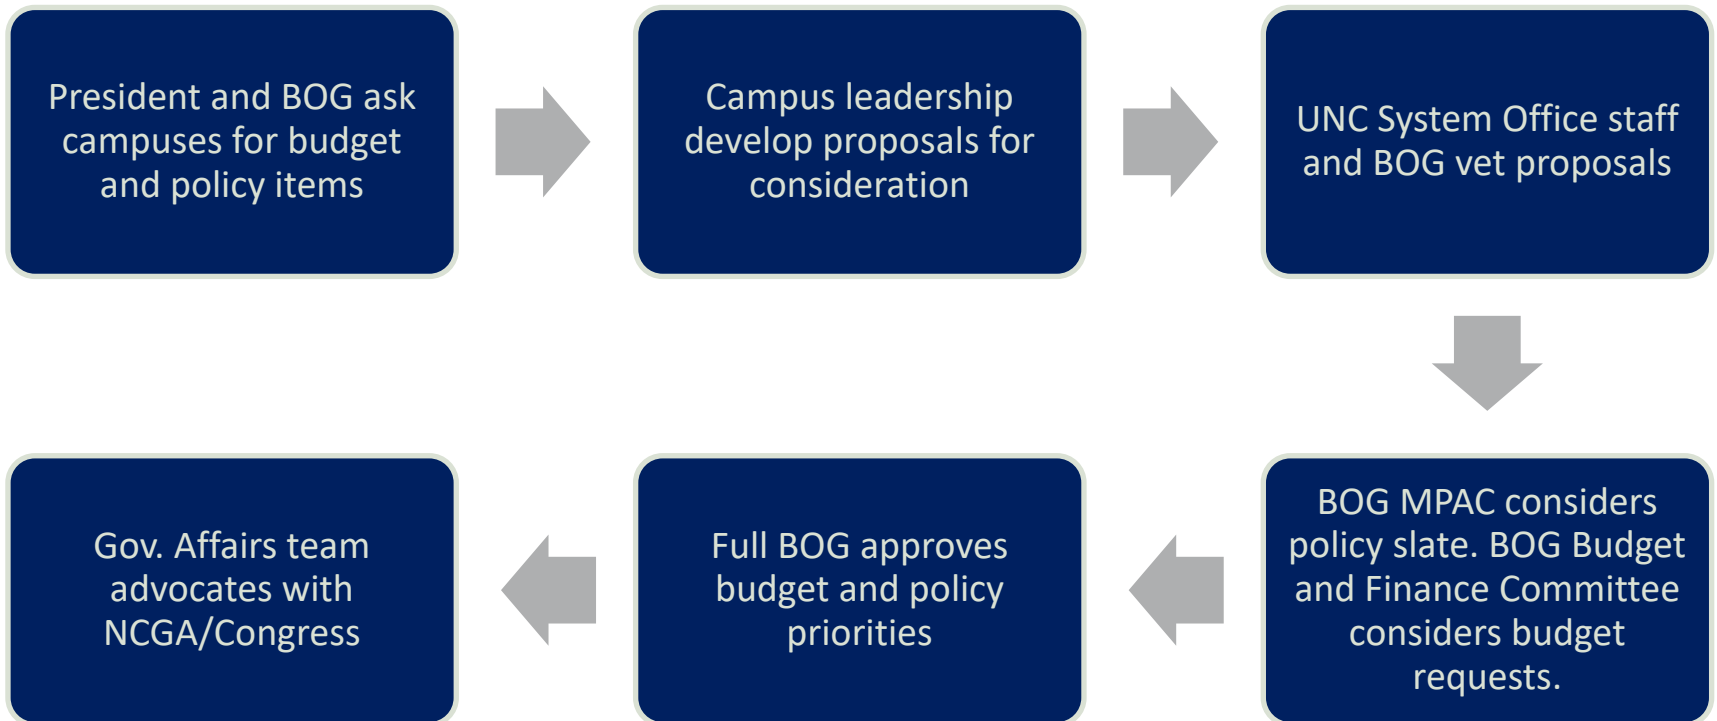 President and BOG ask
campuses for budget
and policy items
Campus leadership
develop proposals for
consideration
UNC System Office staff
and BOG vet proposals
BOG MPAC considers
policy slate. BOG Budget
and Finance Committee
considers budget
requests.
Full BOG approves
budget and policy
priorities
Gov. Affairs team
advocates with
NCGA/Congress